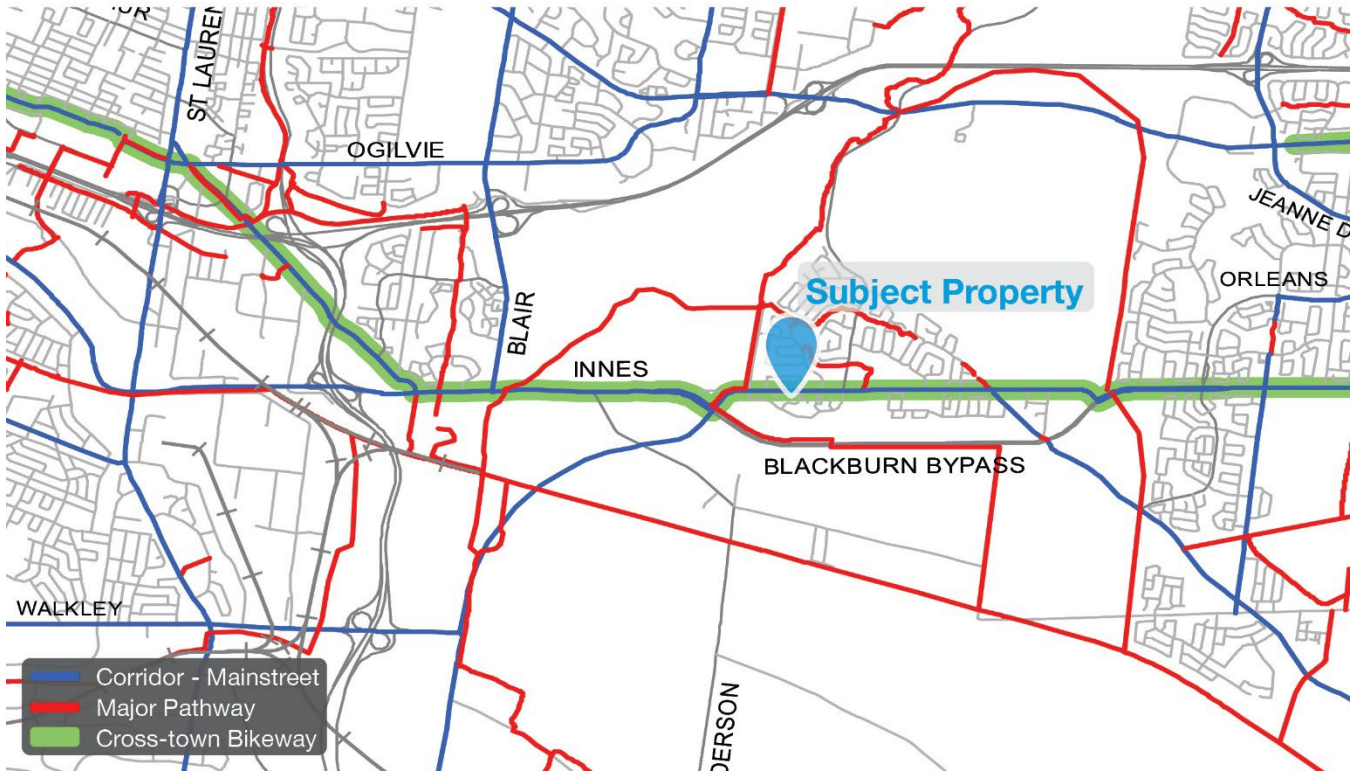 ST LAUREN
OGILVIE
JEANNE D
ORLEANS
Subject Property
BLAIR
INNES
BLACKBURN BYPASS
WALKLEY
DERSON
Corridor - Mainstreet
Major Pathway
Cross-town Bikeway